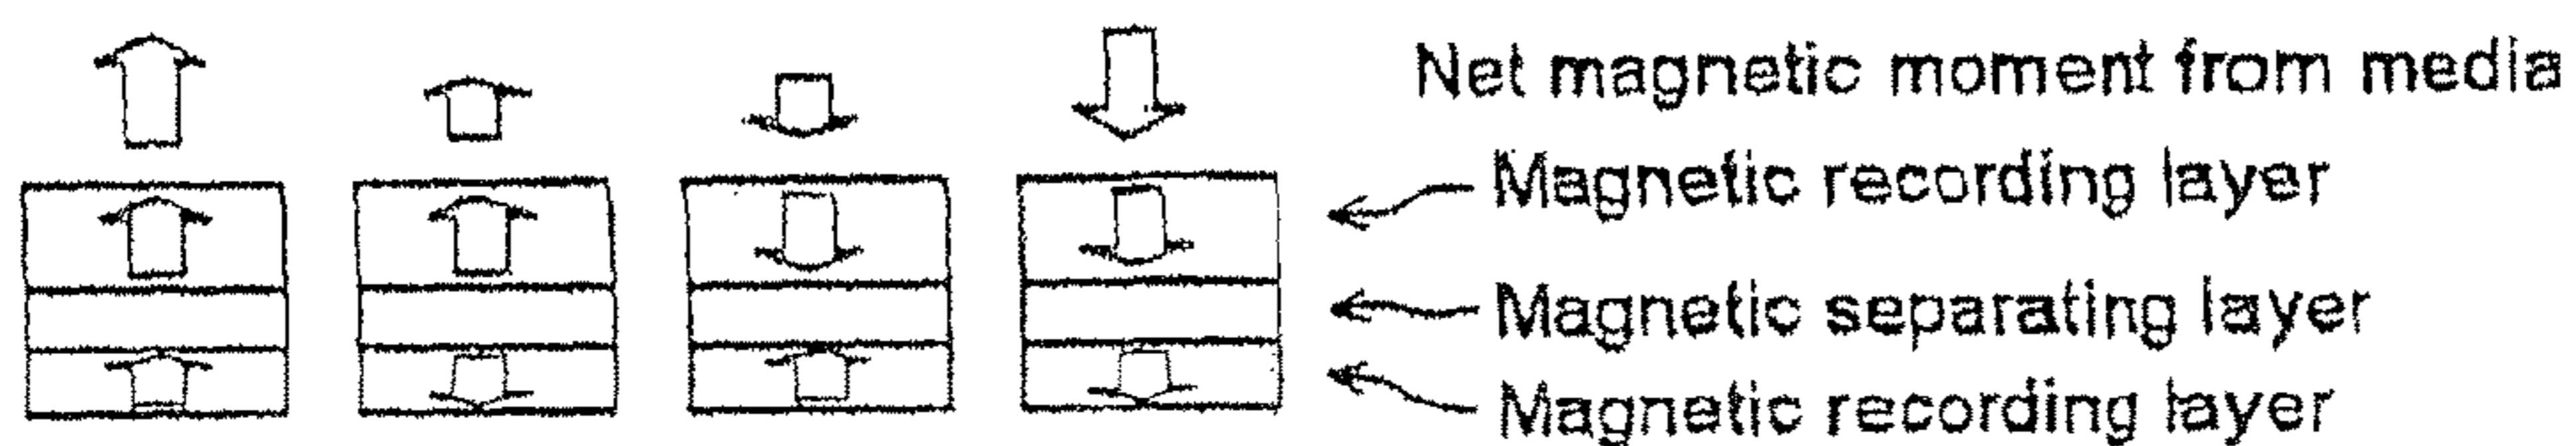 Net magnetic moment from media
Magnetic recording layer
Magnetic separating layer
Magnetic recording layer